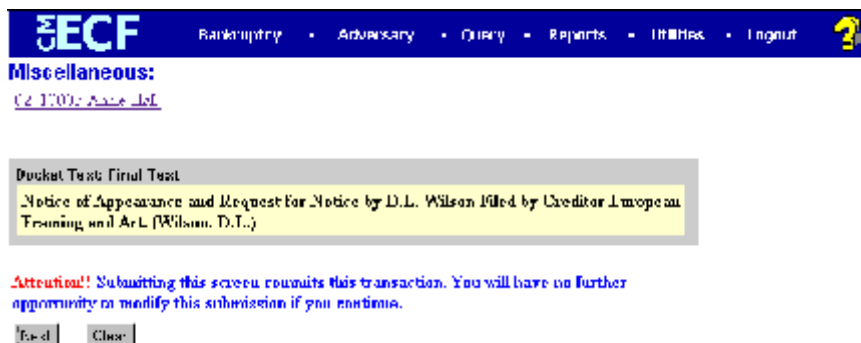 CM ECF Bankruptcy • Adversary • Query • Reports • Utilities • Logout ?
Miscellaneous:
Docket Text: Final Text
Notice of Appearance and Request for Notice by D.L. Wilson Filed by Creditor European
Framing and Art. (Wilson, D.L.)
Attention!! Submitting this screen commits this transaction. You will have no further
opportunity to modify this submission if you continue.
Next Clear